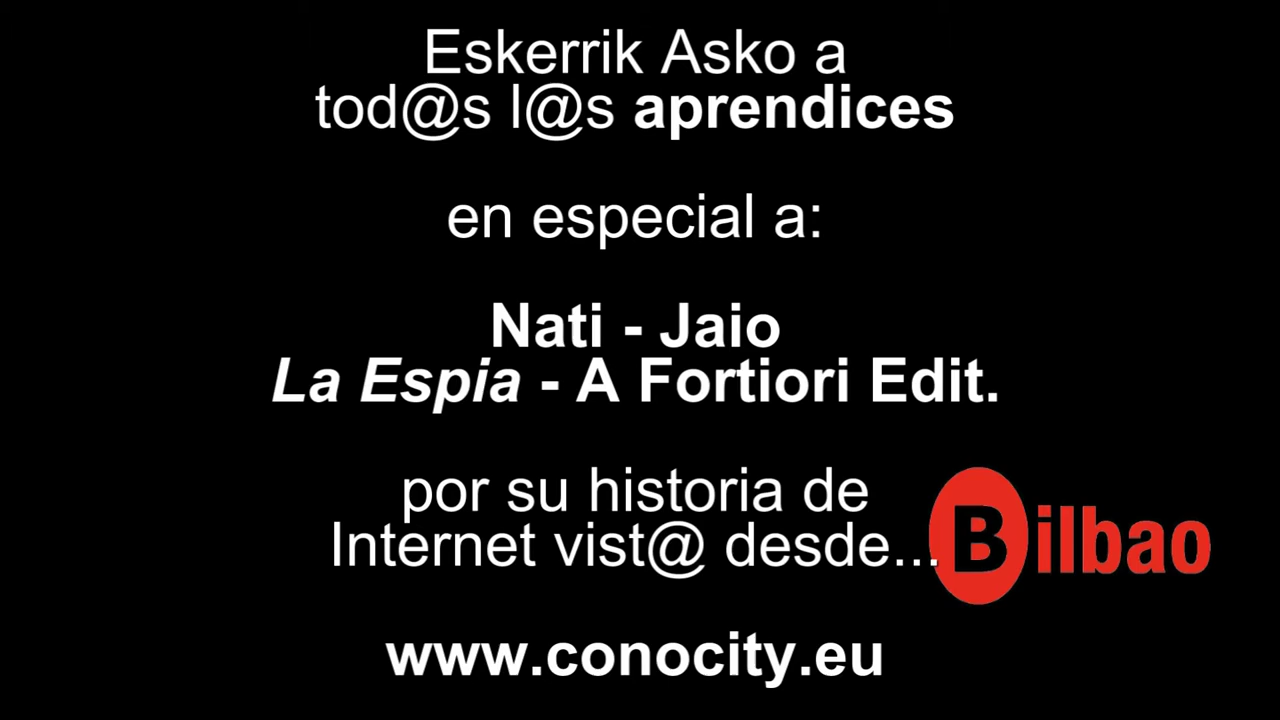 Eskerrik Asko a
tod@s l@s aprendices
en especial a:
Nati - Jaio
La Espia - A Fortiori Edit.
por su historia de
Internet vist@ desde...
Bilbao
www.conocity.eu